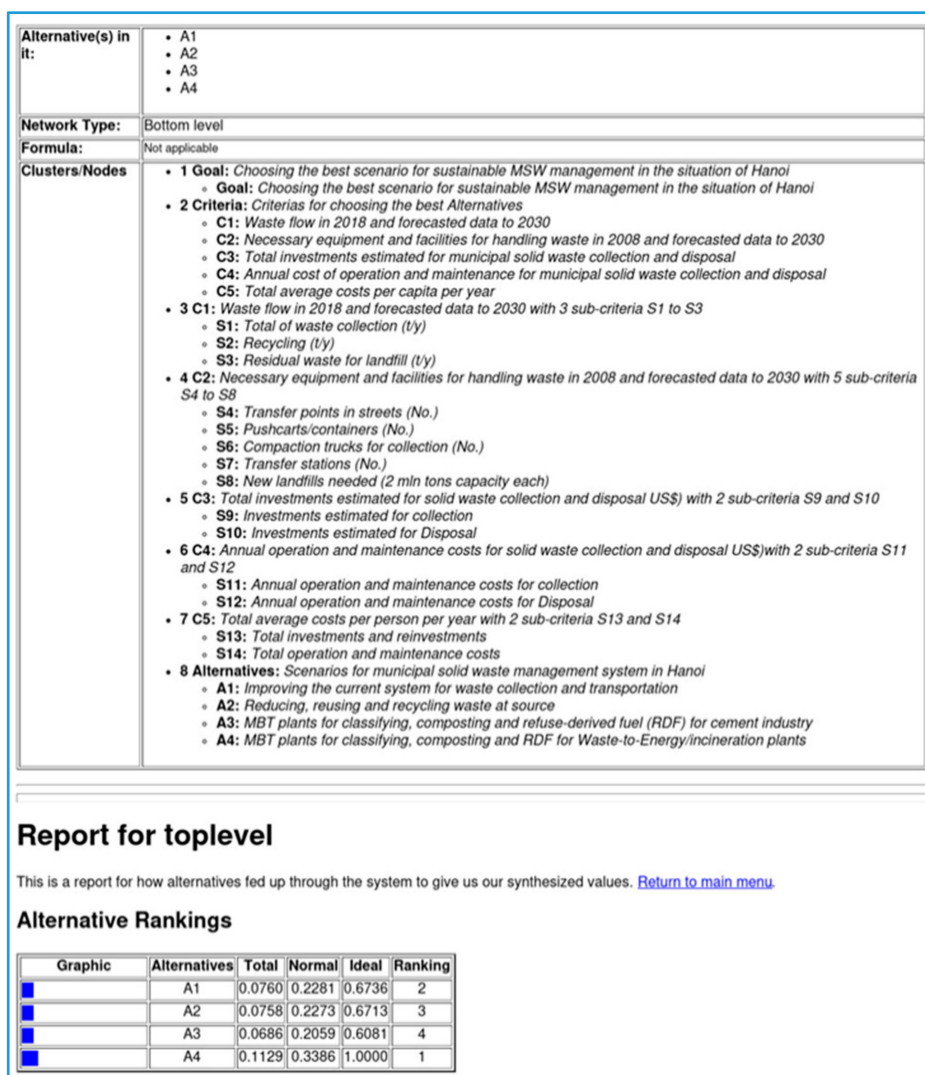 Alternative(s) in it:
• A1
• A2
• A3
• A4
Network Type: Bottom level
Formula: Not applicable
Clusters/Nodes
• 1 Goal: Choosing the best scenario for sustainable MSW management in the situation of Hanoi
◦ Goal: Choosing the best scenario for sustainable MSW management in the situation of Hanoi
• 2 Criteria: Criterias for choosing the best Alternatives
◦ C1: Waste flow in 2018 and forecasted data to 2030
◦ C2: Necessary equipment and facilities for handling waste in 2008 and forecasted data to 2030
◦ C3: Total investments estimated for municipal solid waste collection and disposal
◦ C4: Annual cost of operation and maintenance for municipal solid waste collection and disposal
◦ C5: Total average costs per capita per year
• 3 C1: Waste flow in 2018 and forecasted data to 2030 with 3 sub-criteria S1 to S3
◦ S1: Total of waste collection (t/y)
◦ S2: Recycling (t/y)
◦ S3: Residual waste for landfill (t/y)
• 4 C2: Necessary equipment and facilities for handling waste in 2008 and forecasted data to 2030 with 5 sub-criteria
S4 to S8
◦ S4: Transfer points in streets (No.)
◦ S5: Pushcarts/containers (No.)
◦ S6: Compaction trucks for collection (No.)
◦ S7: Transfer stations (No.)
◦ S8: New landfills needed (2 mln tons capacity each)
• 5 C3: Total investments estimated for solid waste collection and disposal US$) with 2 sub-criteria S9 and S10
◦ S9: Investments estimated for collection
◦ S10: Investments estimated for Disposal
• 6 C4: Annual operation and maintenance costs for solid waste collection and disposal US$)with 2 sub-criteria S11
and S12
◦ S11: Annual operation and maintenance costs for collection
◦ S12: Annual operation and maintenance costs for Disposal
• 7 C5: Total average costs per person per year with 2 sub-criteria S13 and S14
◦ S13: Total investments and reinvestments
◦ S14: Total operation and maintenance costs
• 8 Alternatives: Scenarios for municipal solid waste management system in Hanoi
◦ A1: Improving the current system for waste collection and transportation
◦ A2: Reducing, reusing and recycling waste at source
◦ A3: MBT plants for classifying, composting and refuse-derived fuel (RDF) for cement industry
◦ A4: MBT plants for classifying, composting and RDF for Waste-to-Energy/incineration plants
Report for toplevel
This is a report for how alternatives fed up through the system to give us our synthesized values. Return to main menu.
Alternative Rankings
Graphic Alternatives Total Normal Ideal Ranking
A1 0.0760 0.2281 0.6736 2
A2 0.0758 0.2273 0.6713 3
A3 0.0686 0.2059 0.6081 4
A4 0.1129 0.3386 1.0000 1